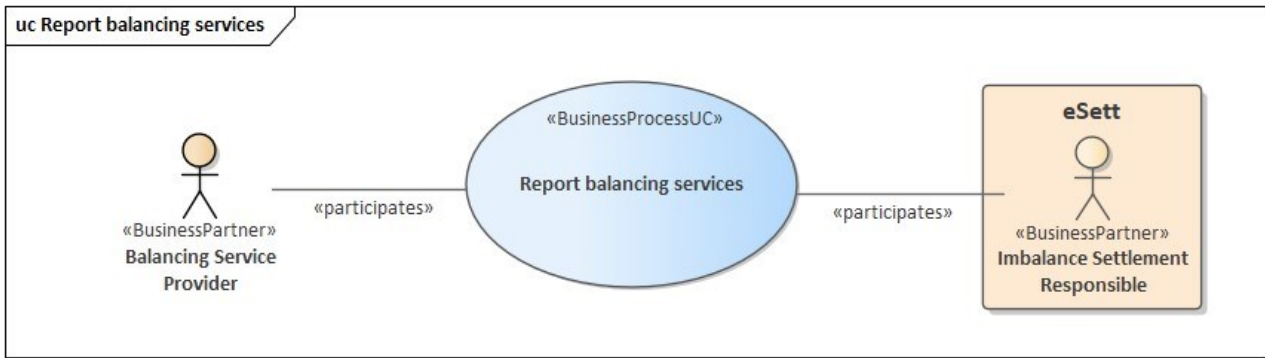 uc Report balancing services
«BusinessProcessUC»
Report balancing services
«participates»
«BusinessPartner»
Balancing Service
Provider
«participates»
eSett
«BusinessPartner»
Imbalance Settlement
Responsible